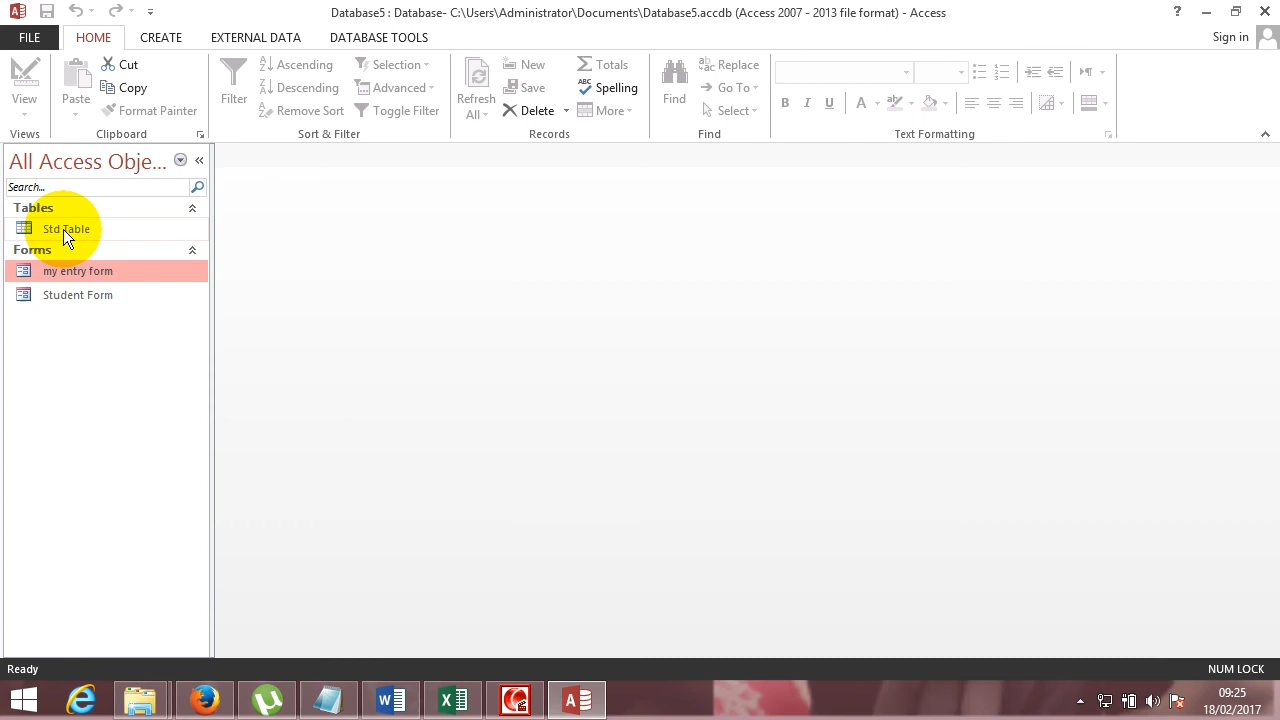 Database5 : Database- C:\Users\Administrator\Documents\Database5.accdb (Access 2007 - 2013 file format) - Access
?
FILE HOME CREATE EXTERNAL DATA DATABASE TOOLS Sign in
View
Views
Paste
Cut
Copy
Format Painter
Clipboard
Filter
Ascending
Descending
Remove Sort
Selection
Advanced
Toggle Filter
Sort & Filter
Refresh
All
New
Save
Delete
Totals
Spelling
More
Records
Find
Replace
Go To
Select
Find
B I U A
Text Formatting
All Access Obje...
Search...
Tables
Std Table
Forms
my entry form
Student Form
Ready
NUM LOCK
09:25
18/02/2017